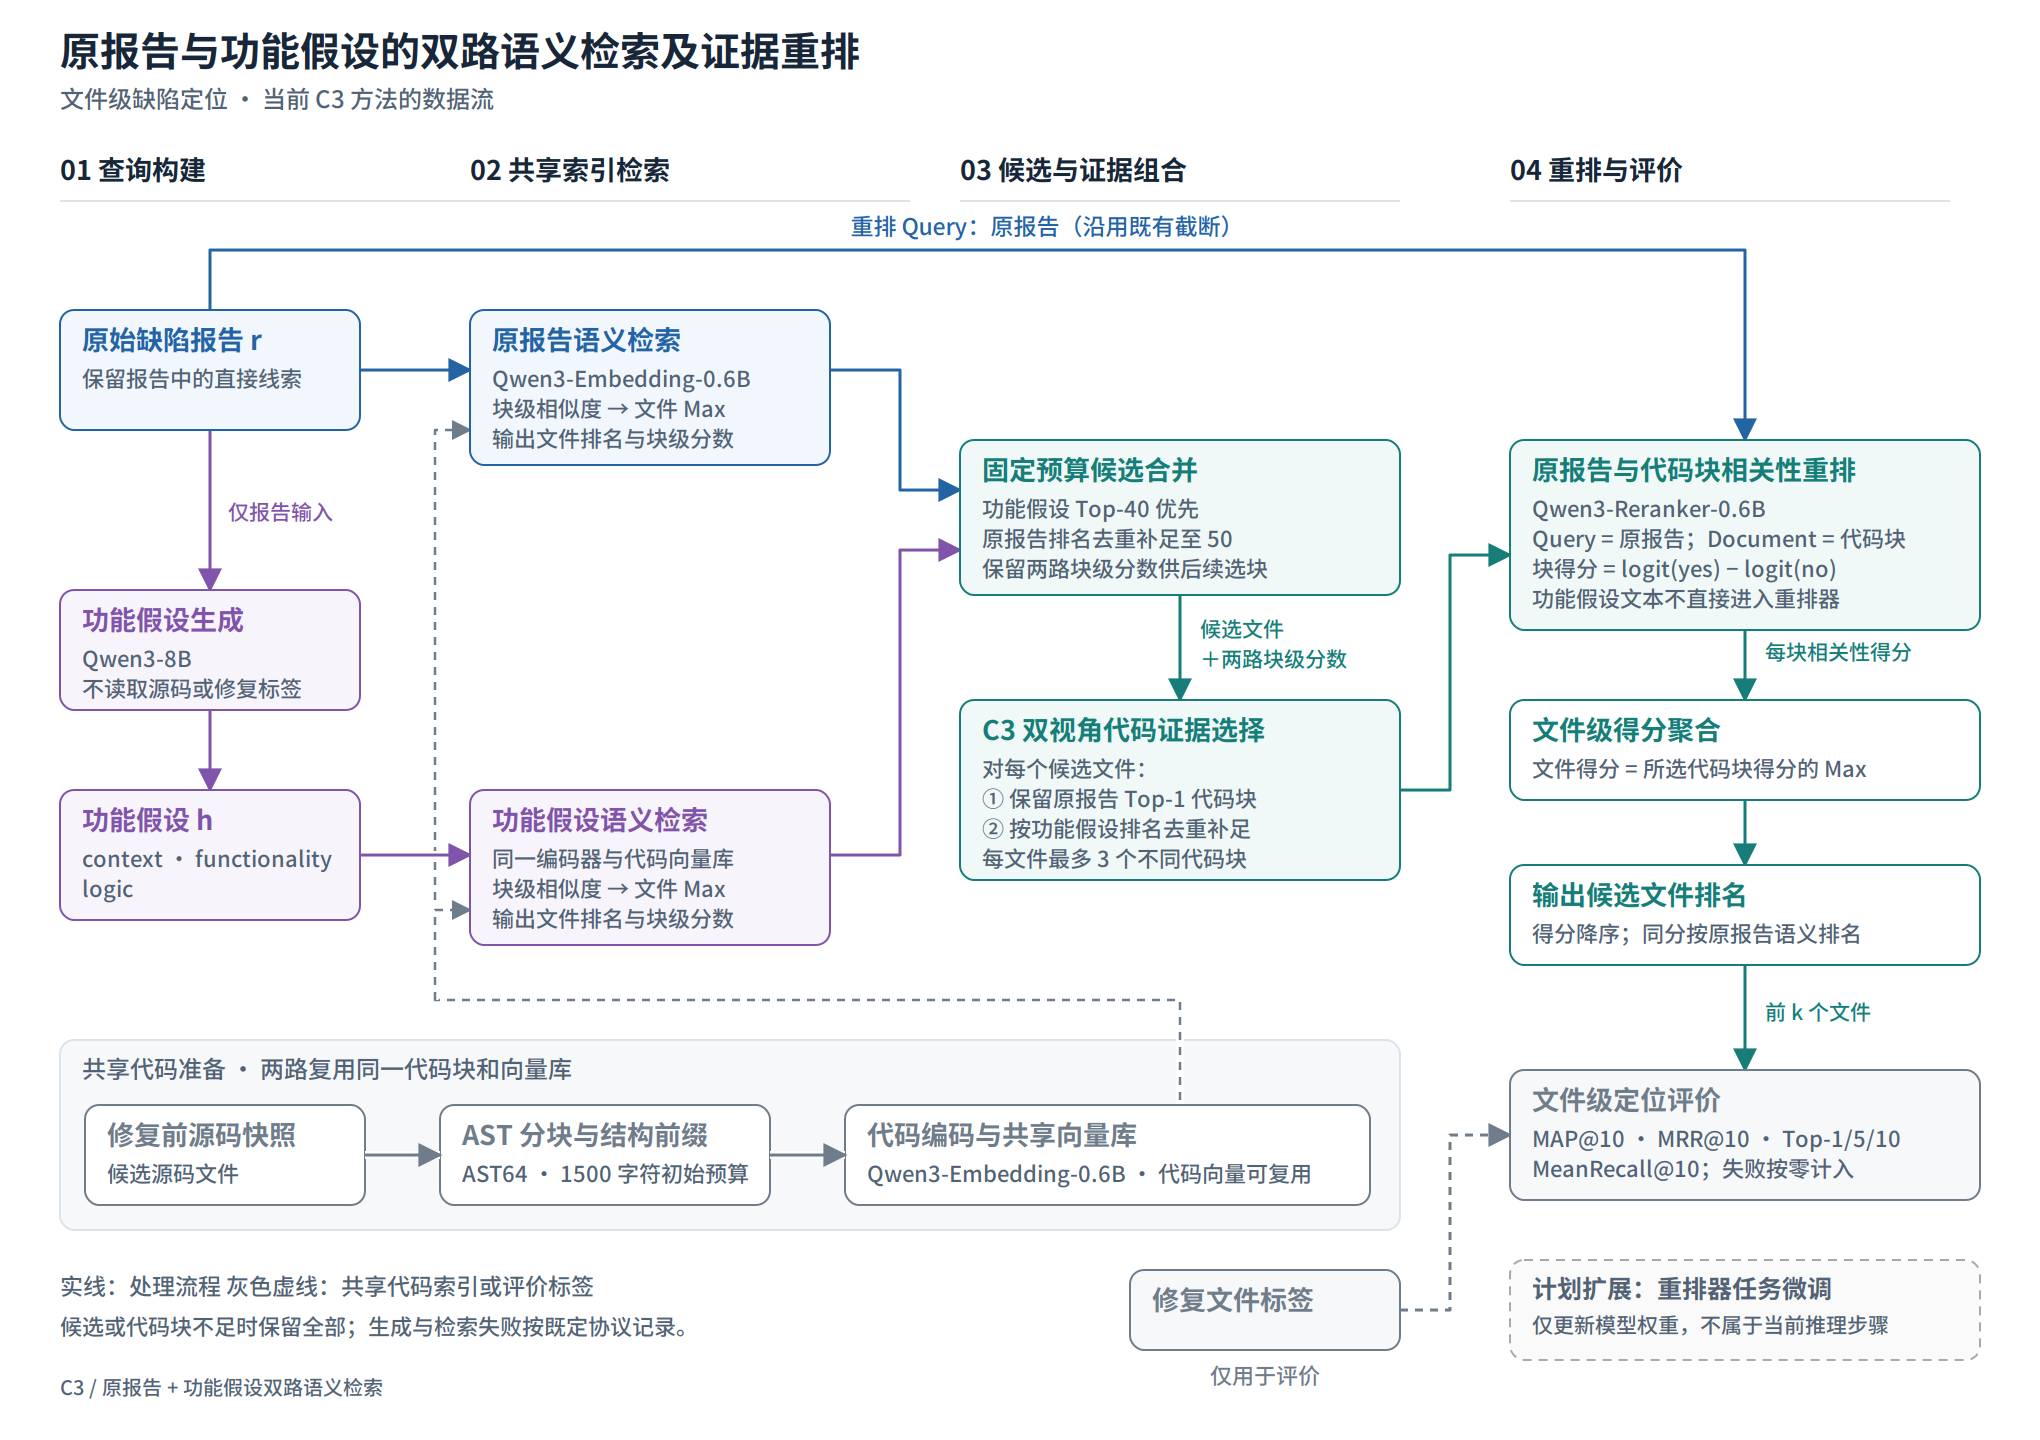 原报告与功能假设的双路语义检索及证据重排
文件级缺陷定位 · 当前 C3 方法的数据流
01 查询构建
02 共享索引检索
03 候选与证据组合
04 重排与评价
重排 Query：原报告（沿用既有截断）
原始缺陷报告 r
保留报告中的直接线索
原报告语义检索
Qwen3-Embedding-0.6B
块级相似度 → 文件 Max
输出文件排名与块级分数
仅报告输入
功能假设生成
Qwen3-8B
不读取源码或修复标签
功能假设 h
context · functionality
logic
功能假设语义检索
同一编码器与代码向量库
块级相似度 → 文件 Max
输出文件排名与块级分数
固定预算候选合并
功能假设 Top-40 优先
原报告排名去重补足至 50
保留两路块级分数供后续选块
候选文件
＋两路块级分数
C3 双视角代码证据选择
对每个候选文件：
① 保留原报告 Top-1 代码块
② 按功能假设排名去重补足
每文件最多 3 个不同代码块
原报告与代码块相关性重排
Qwen3-Reranker-0.6B
Query = 原报告；Document = 代码块
块得分 = logit(yes) − logit(no)
功能假设文本不直接进入重排器
每块相关性得分
文件级得分聚合
文件得分 = 所选代码块得分的 Max
输出候选文件排名
得分降序；同分按原报告语义排名
前 k 个文件
文件级定位评价
MAP@10 · MRR@10 · Top-1/5/10
MeanRecall@10；失败按零计入
共享代码准备 · 两路复用同一代码块和向量库
修复前源码快照
候选源码文件
AST 分块与结构前缀
AST64 · 1500 字符初始预算
代码编码与共享向量库
Qwen3-Embedding-0.6B · 代码向量可复用
实线：处理流程 灰色虚线：共享代码索引或评价标签
候选或代码块不足时保留全部；生成与检索失败按既定协议记录。
C3 / 原报告 + 功能假设双路语义检索
修复文件标签
仅用于评价
计划扩展：重排器任务微调
仅更新模型权重，不属于当前推理步骤